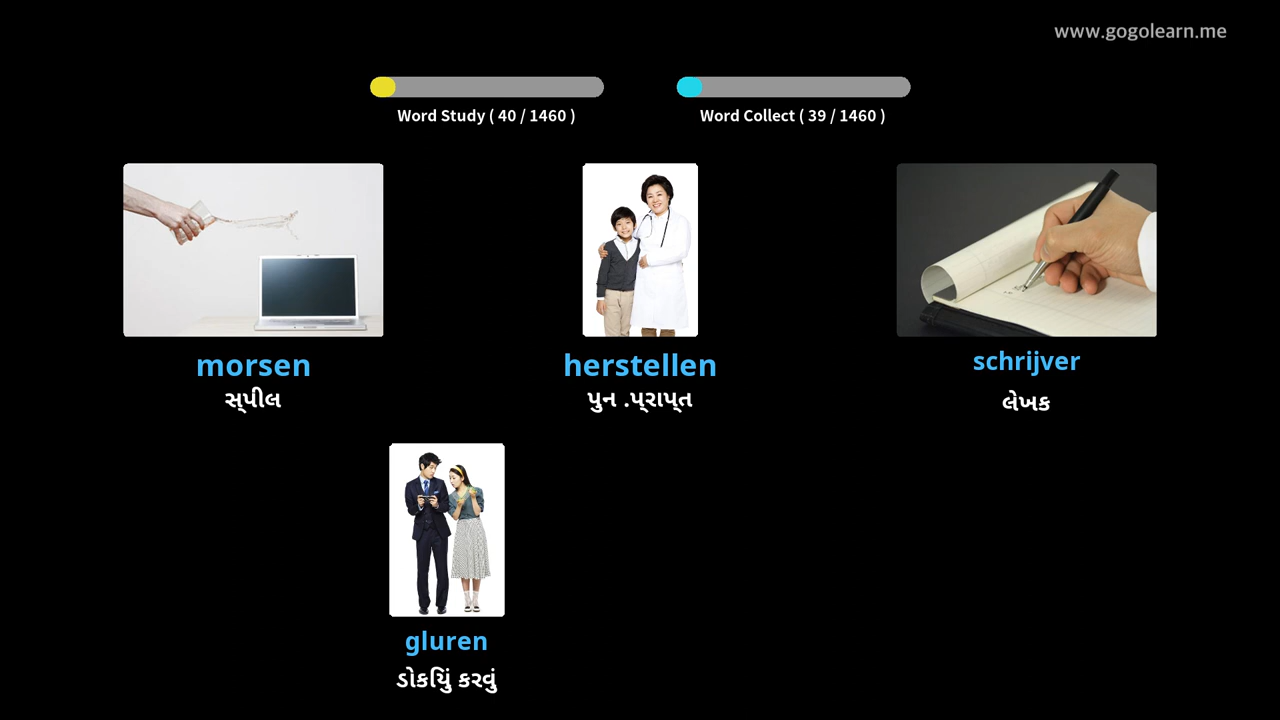 www.gogolearn.me
Word Study ( 40 / 1460 )
Word Collect ( 39 / 1460 )
morsen
સ્પીલ
herstellen
પુન .પ્રાપ્ત
schrijver
લેખક
gluren
ડોકિયું કરવું